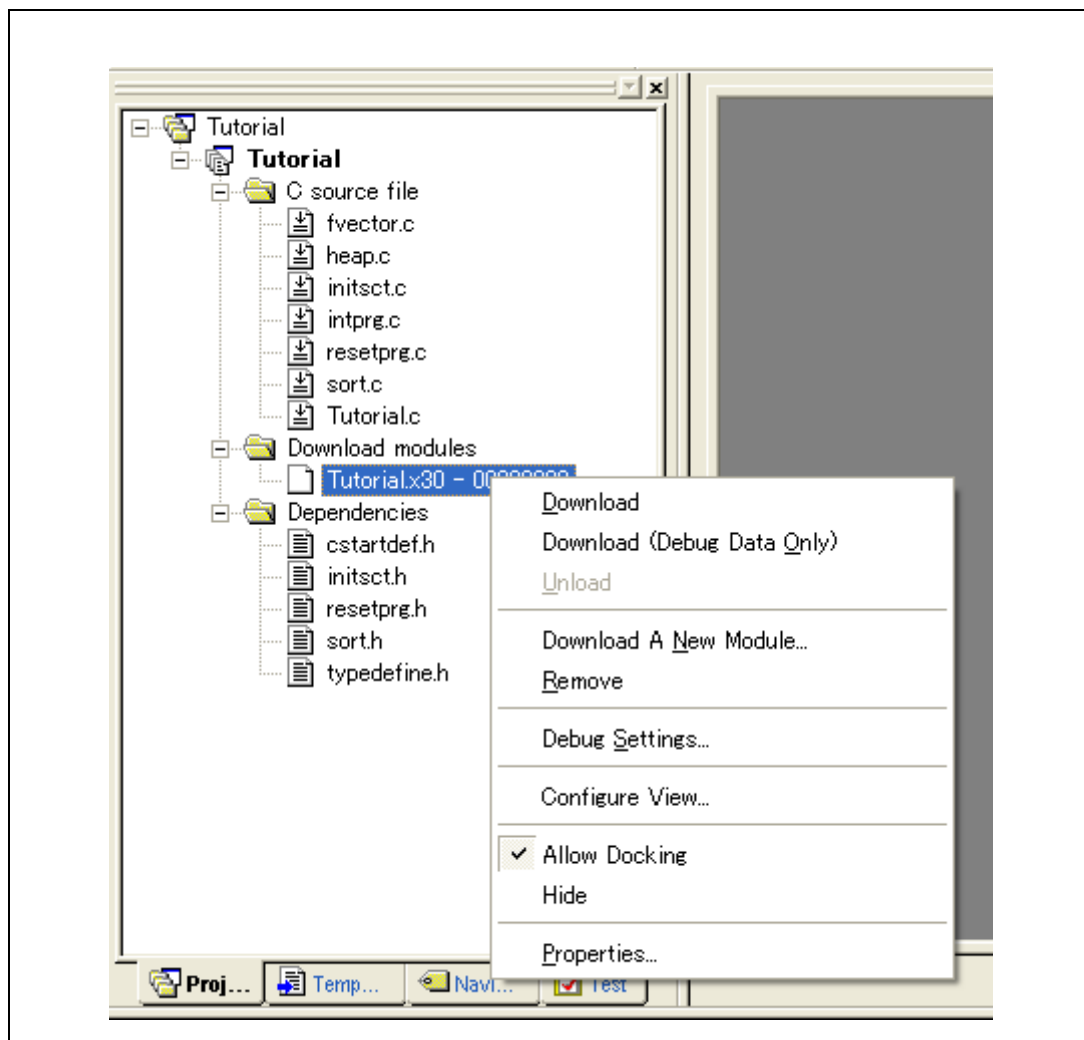 Tutorial
Tutorial
C source file
fvector.c
heap.c
initsct.c
intprg.c
resetprg.c
sort.c
Tutorial.c
Download modules
Tutorial.x30 -
Dependencies
cstartdef.h
initsct.h
resetprg.h
sort.h
typedefine.h
Download
Download (Debug Data Only)
Unload
Download A New Module...
Remove
Debug Settings...
Configure View...
Allow Docking
Hide
Properties...
Proj... Temp... Navi... Test